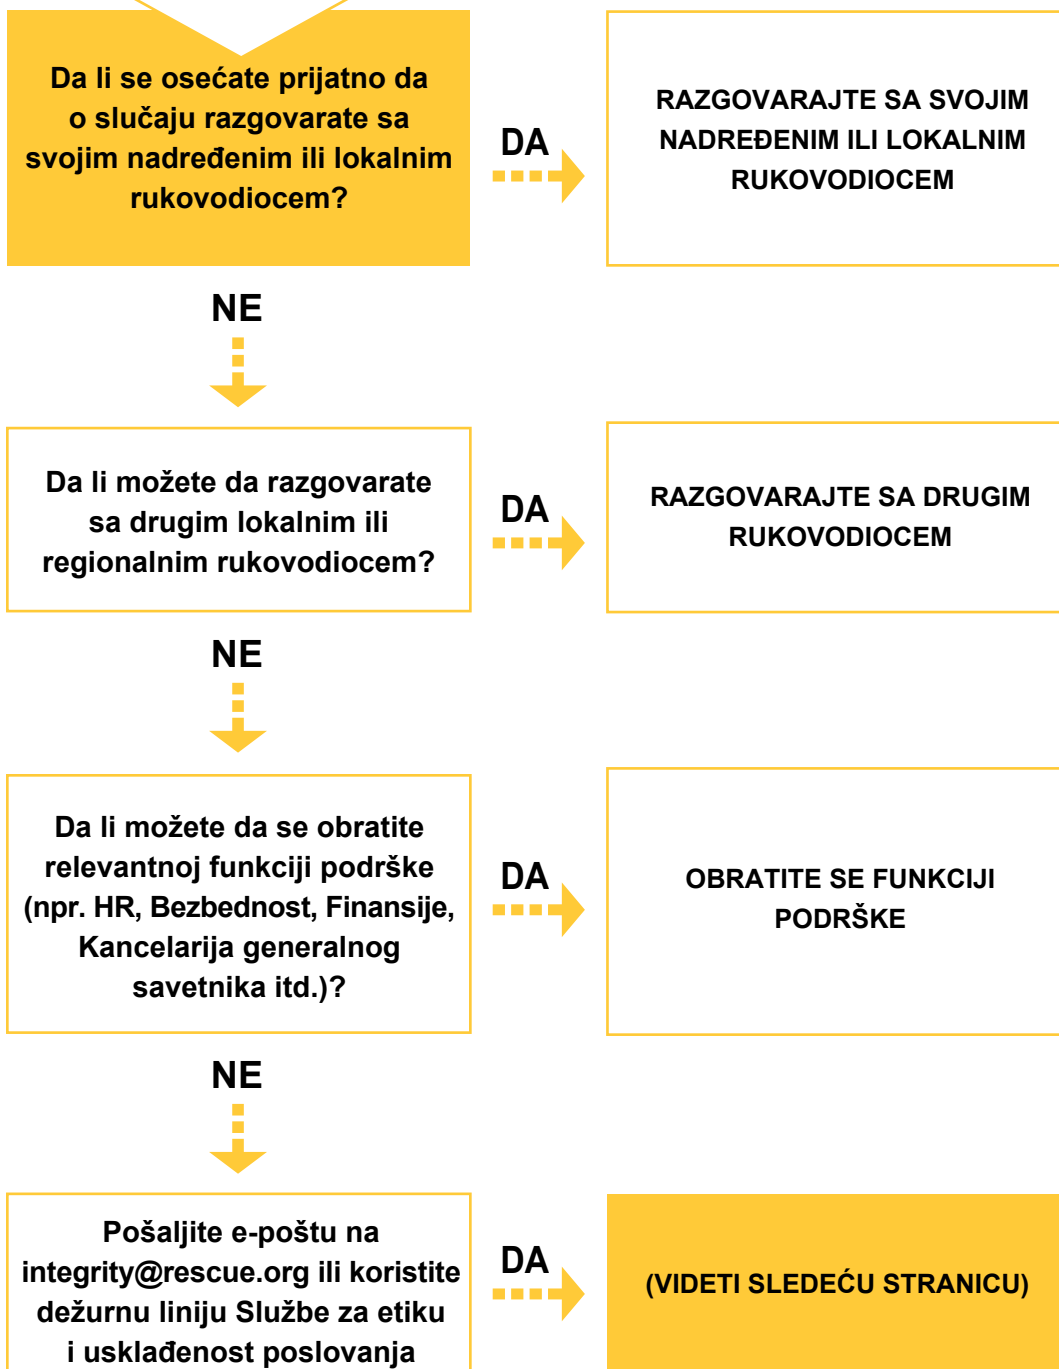 Da li se osećate prijatno da
o slučaju razgovarate sa
svojim nadređenim ili lokalnim
rukovodiocem?
DA
RAZGOVARAJTE SA SVOJIM
NADREĐENIM ILI LOKALNIM
RUKOVODIOCEM
NE
Da li možete da razgovarate
sa drugim lokalnim ili
regionalnim rukovodiocem?
DA
RAZGOVARAJTE SA DRUGIM
RUKOVODIOCEM
NE
Da li možete da se obratite
relevantnoj funkciji podrške
(npr. HR, Bezbednost, Finansije,
Kancelarija generalnog
savetnika itd.)?
DA
OBRATITE SE FUNKCIJI
PODRŠKE
NE
Pošaljite e-poštu na
integrity@rescue.org ili koristite
dežurnu liniju Službe za etiku
i usklađenost poslovanja
DA
(VIDETI SLEDEĆU STRANICU)